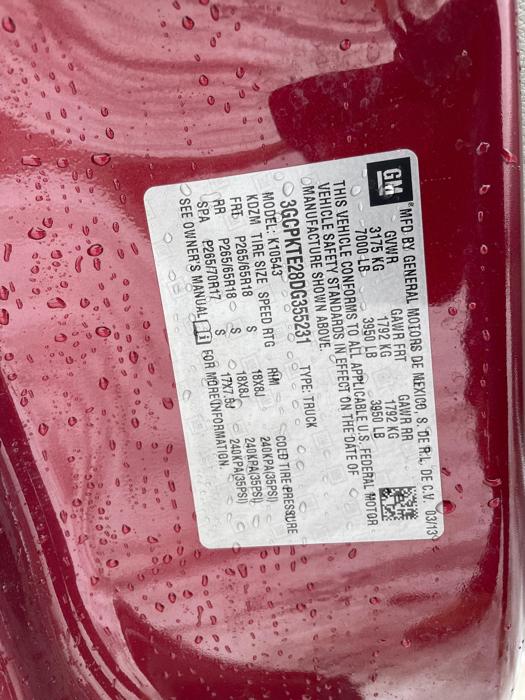 GM
®MFD BY GENERAL MOTORS DE MEXICO, S. DE R.L. DE C.V. 03/13
GVWR GAWR FRT GAWR RR
3175 KG 1792 KG 1792 KG
7000 LB 3950 LB 3950 LB
THIS VEHICLE CONFORMS TO ALL APPLICABLE U.S. FEDERAL MOTOR
VEHICLE SAFETY STANDARDS IN EFFECT ON THE DATE OF
MANUFACTURE SHOWN ABOVE.
3GCPKTE28DG355231 TYPE: TRUCK
MODEL: K10543
KOZM TIRE SIZE SPEED RTG RIM COLD TIRE PRESSURE
FRT P265/65R18 S 18X8J 240KPA(35PSI)
RR P265/65R18 S 18X8J 240KPA(35PSI)
SPA P265/70R17 S 17X7.5J 240KPA(35PSI)
SEE OWNER'S MANUAL FOR MORE INFORMATION.